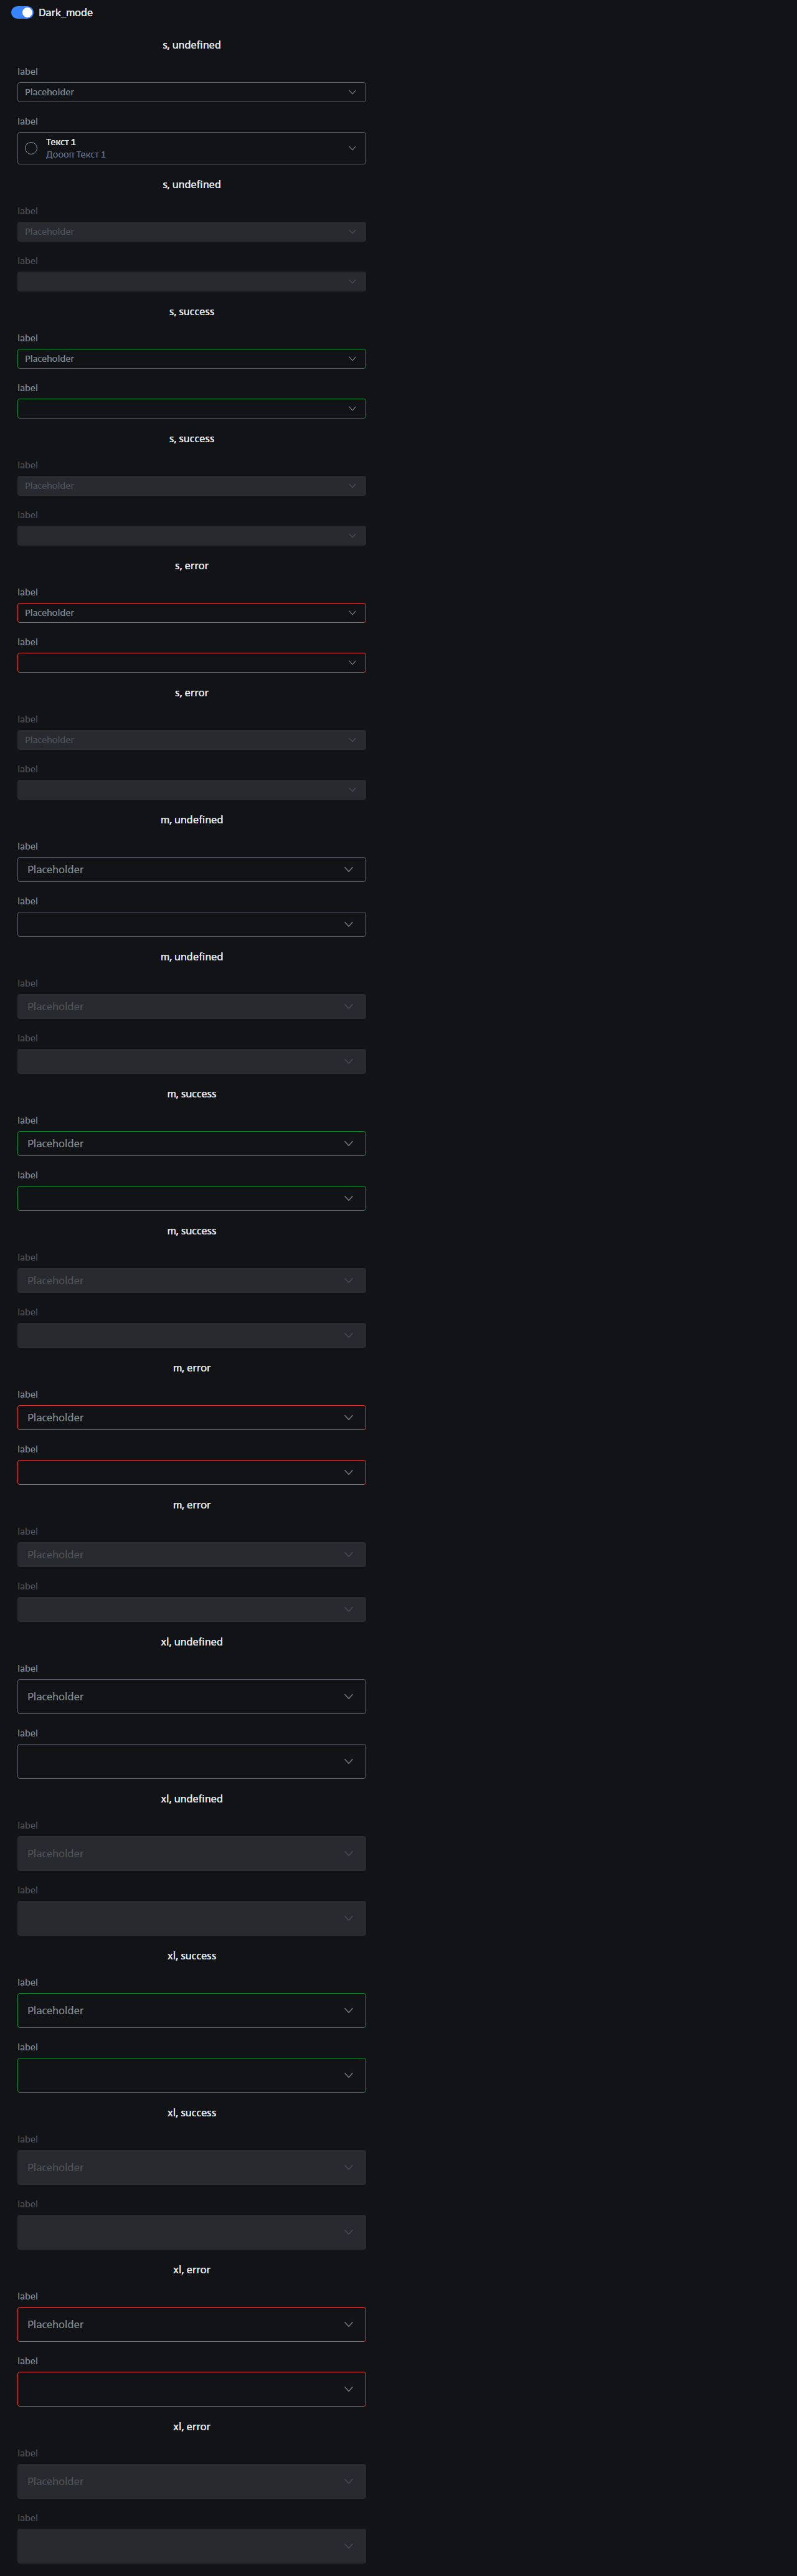 Dark_mode
s, undefined
label
Placeholder
label
Текст 1
Дооол Текст 1
s, undefined
label
Placeholder
label
s, success
label
Placeholder
label
s, success
label
Placeholder
label
s, error
label
Placeholder
label
s, error
label
Placeholder
label
m, undefined
label
Placeholder
label
m, undefined
label
Placeholder
label
m, success
label
Placeholder
label
m, success
label
Placeholder
label
m, error
label
Placeholder
label
m, error
label
Placeholder
label
xl, undefined
label
Placeholder
label
xl, undefined
label
Placeholder
label
xl, success
label
Placeholder
label
xl, success
label
Placeholder
label
xl, error
label
Placeholder
label
xl, error
label
Placeholder
label